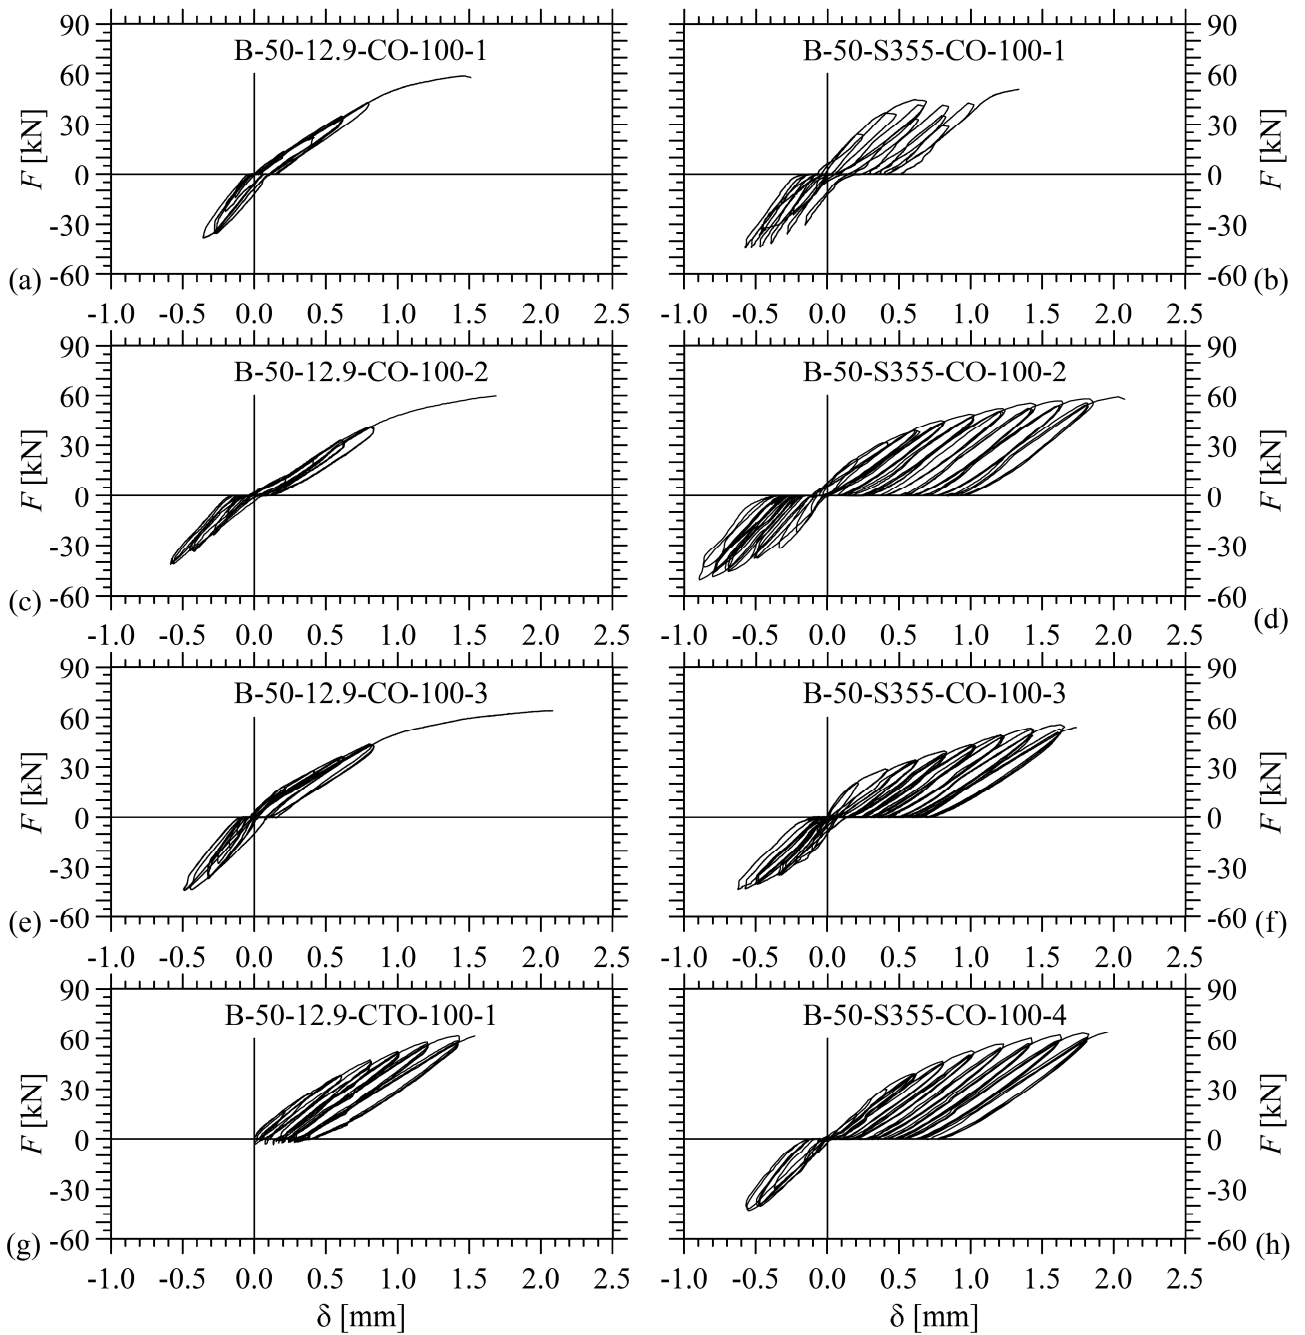 90 90
B-50-12.9-CO-100-1 B-50-S355-CO-100-1
60 60
30 30
F [kN] F [kN]
0 0
-30 -30
(a) -60 -60 (b)
-1.0 -0.5 0.0 0.5 1.0 1.5 2.0 2.5 -1.0 -0.5 0.0 0.5 1.0 1.5 2.0 2.5
90 90
B-50-12.9-CO-100-2 B-50-S355-CO-100-2
60 60
30 30
F [kN] F [kN]
0 0
-30 -30
(c) -60 -60 (d)
-1.0 -0.5 0.0 0.5 1.0 1.5 2.0 2.5 -1.0 -0.5 0.0 0.5 1.0 1.5 2.0 2.5
90 90
B-50-12.9-CO-100-3 B-50-S355-CO-100-3
60 60
30 30
F [kN] F [kN]
0 0
-30 -30
(e) -60 -60 (f)
-1.0 -0.5 0.0 0.5 1.0 1.5 2.0 2.5 -1.0 -0.5 0.0 0.5 1.0 1.5 2.0 2.5
90 90
B-50-12.9-CTO-100-1 B-50-S355-CO-100-4
60 60
30 30
F [kN] F [kN]
0 0
-30 -30
(g) -60 -60 (h)
-1.0 -0.5 0.0 0.5 1.0 1.5 2.0 2.5 -1.0 -0.5 0.0 0.5 1.0 1.5 2.0 2.5
δ [mm] δ [mm]